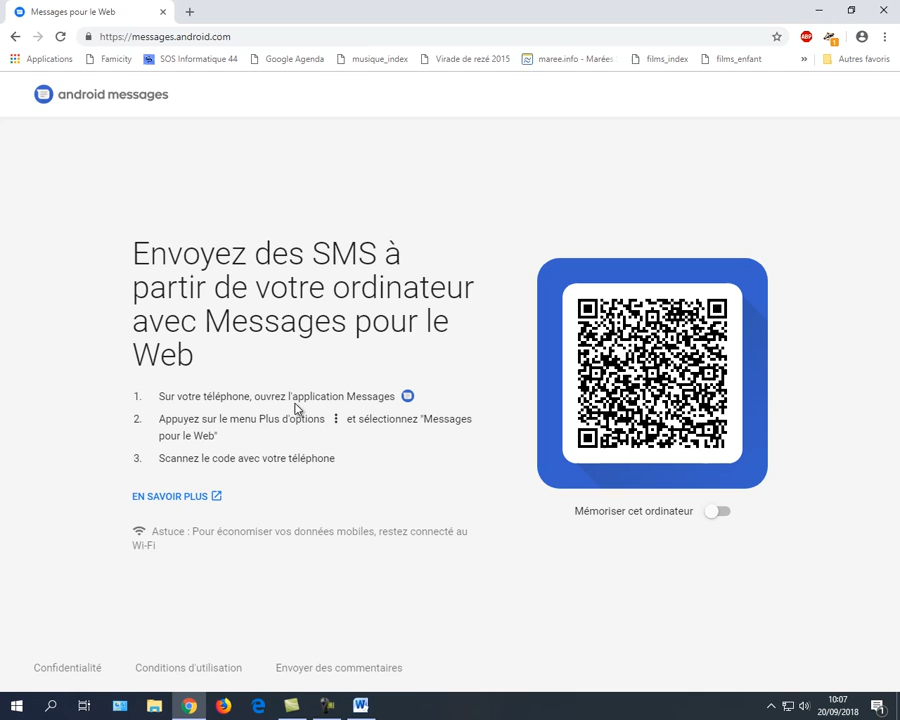 Messages pour le Web
https://messages.android.com
Applications
Famicity
SOS Informatique 44
Google Agenda
musique_index
Virade de rezé 2015
maree.info - Marées
films_index
films_enfant
»
Autres favoris
ABP
1
android messages
Envoyez des SMS à
partir de votre ordinateur
avec Messages pour le
Web
1. Sur votre téléphone, ouvrez l'application Messages
2. Appuyez sur le menu Plus d'options et sélectionnez "Messages
pour le Web"
3. Scannez le code avec votre téléphone
EN SAVOIR PLUS
Astuce : Pour économiser vos données mobiles, restez connecté au
Wi-Fi
Mémoriser cet ordinateur
Confidentialité
Conditions d'utilisation
Envoyer des commentaires
10:07
20/09/2018
1